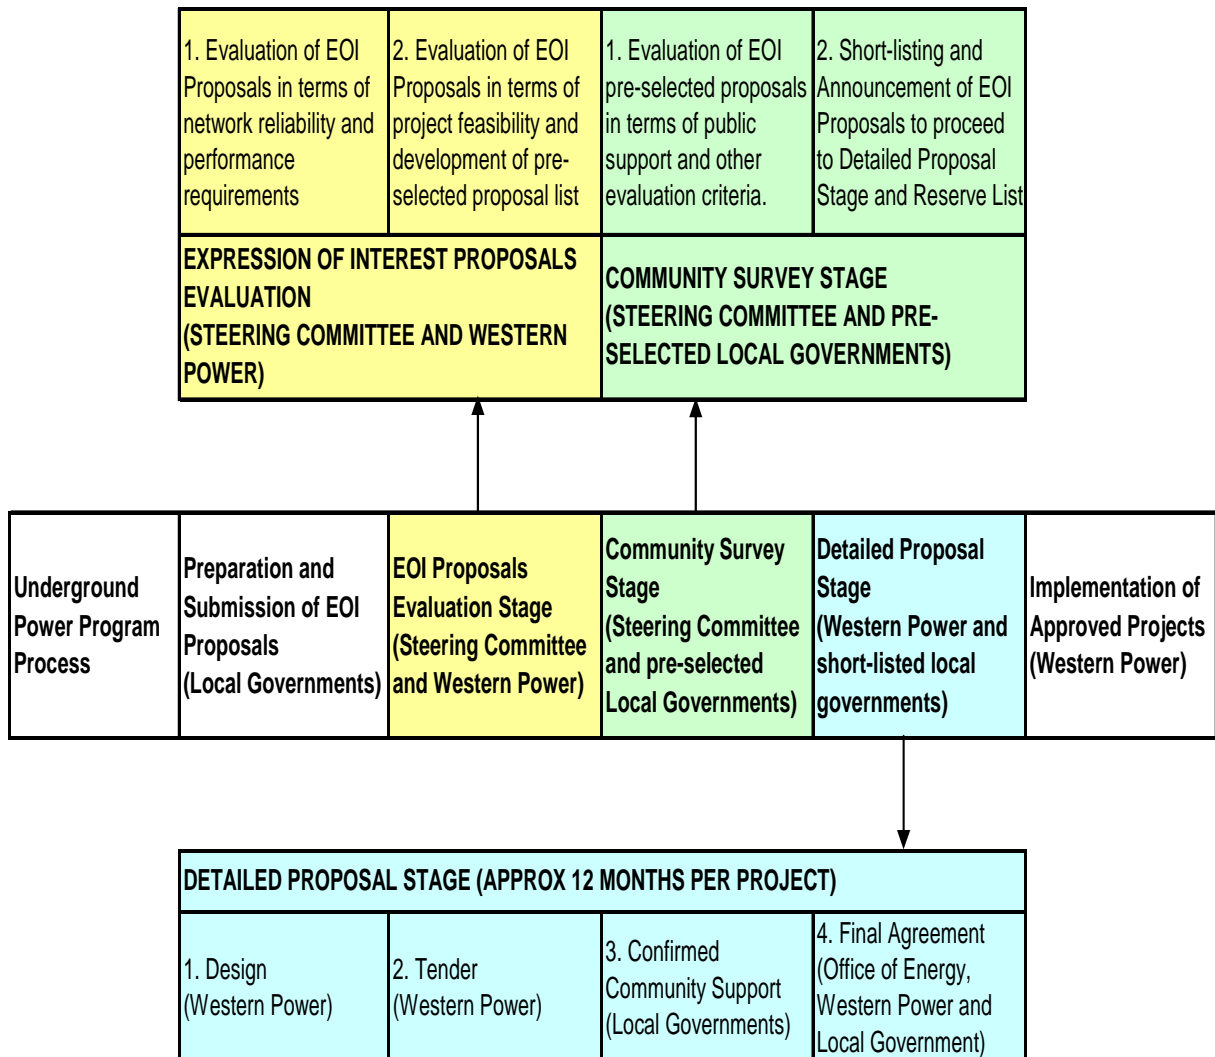 1. Evaluation of EOI
Proposals in terms of
network reliability and
performance
requirements
2. Evaluation of EOI
Proposals in terms of
project feasibility and
development of pre-
selected proposal list
1. Evaluation of EOI
pre-selected proposals
in terms of public
support and other
evaluation criteria.
2. Short-listing and
Announcement of EOI
Proposals to proceed
to Detailed Proposal
Stage and Reserve List
EXPRESSION OF INTEREST PROPOSALS
EVALUATION
(STEERING COMMITTEE AND WESTERN
POWER)
COMMUNITY SURVEY STAGE
(STEERING COMMITTEE AND PRE-
SELECTED LOCAL GOVERNMENTS)
Underground
Power Program
Process
Preparation and
Submission of EOI
Proposals
(Local Governments)
EOI Proposals
Evaluation Stage
(Steering Committee
and Western Power)
Community Survey
Stage
(Steering Committee
and pre-selected
Local Governments)
Detailed Proposal
Stage
(Western Power and
short-listed local
governments)
Implementation of
Approved Projects
(Western Power)
DETAILED PROPOSAL STAGE (APPROX 12 MONTHS PER PROJECT)
1. Design
(Western Power)
2. Tender
(Western Power)
3. Confirmed
Community Support
(Local Governments)
4. Final Agreement
(Office of Energy,
Western Power and
Local Government)